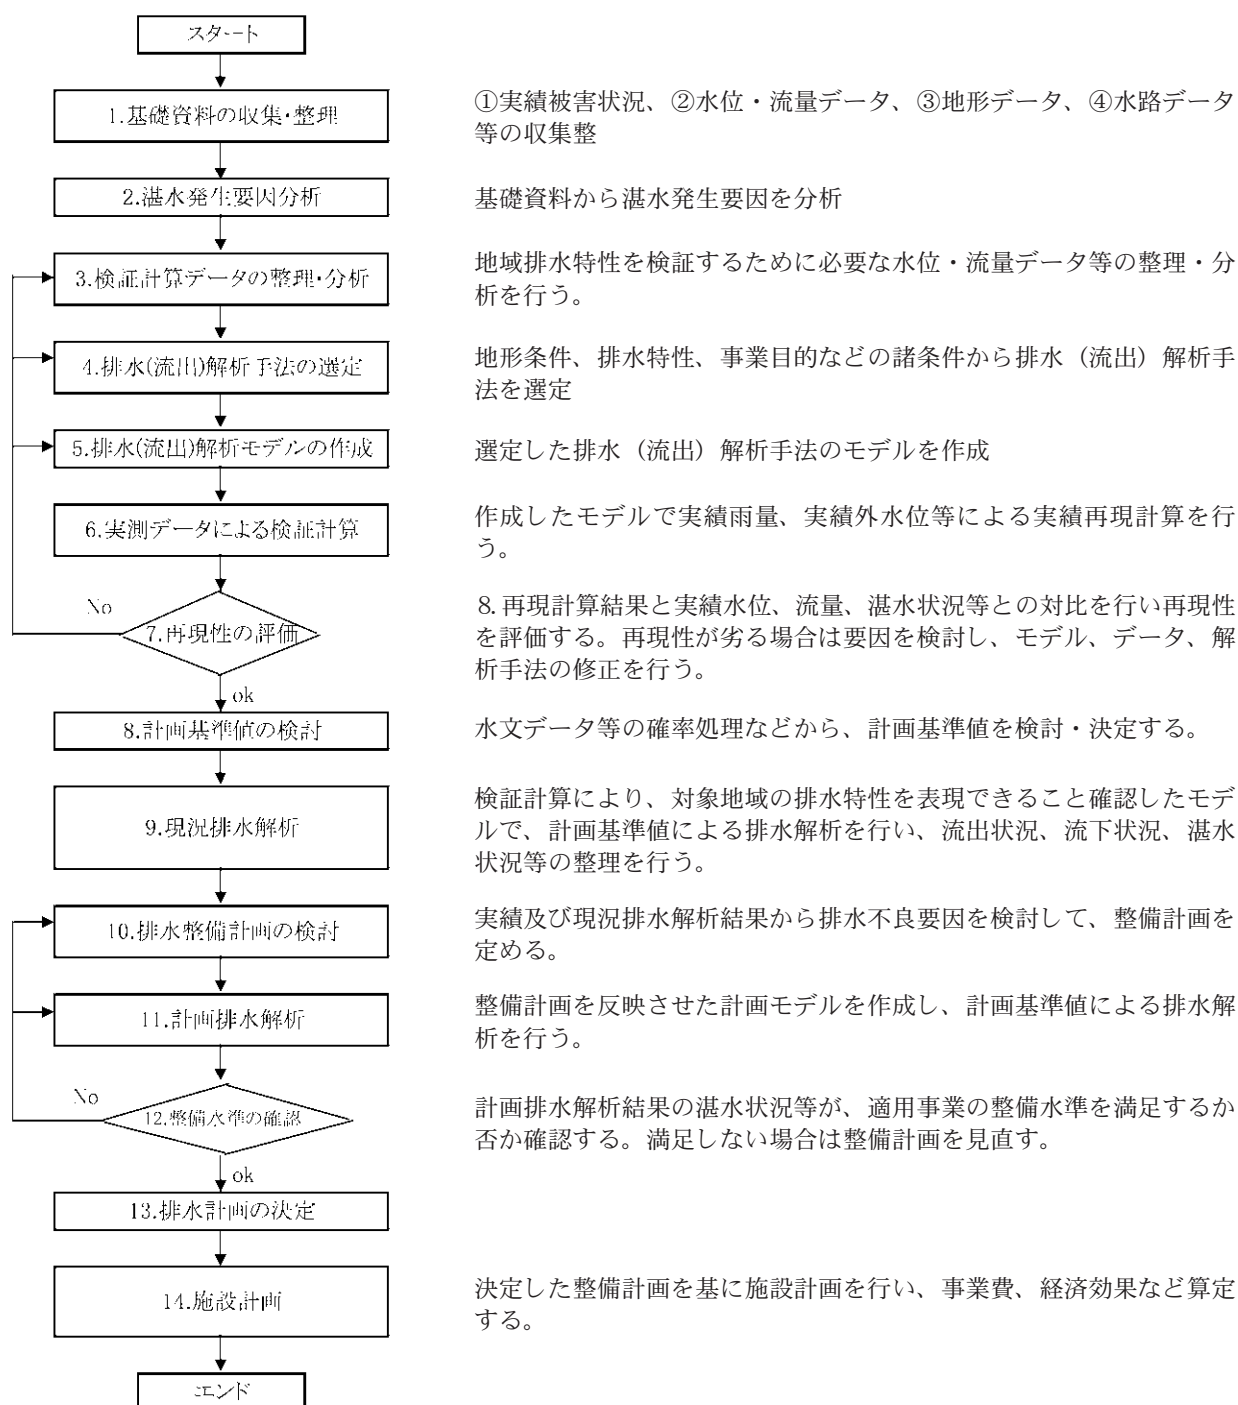 スタート
1.基礎資料の収集・整理
①実績被害状況、②水位・流量データ、③地形データ、④水路データ
等の収集整
2.湛水発生要因分析
基礎資料から湛水発生要因を分析
3.検証計算データの整理・分析
地域排水特性を検証するために必要な水位・流量データ等の整理・分
析を行う。
4.排水(流出)解析手法の選定
地形条件、排水特性、事業目的などの諸条件から排水（流出）解析手
法を選定
5.排水(流出)解析モデルの作成
選定した排水（流出）解析手法のモデルを作成
6.実測データによる検証計算
作成したモデルで実績雨量、実績外水位等による実績再現計算を行
う。
No
7.再現性の評価
8.再現計算結果と実績水位、流量、湛水状況等との対比を行い再現性
を評価する。再現性が劣る場合は要因を検討し、モデル、データ、解
析手法の修正を行う。
ok
8.計画基準値の検討
水文データ等の確率処理などから、計画基準値を検討・決定する。
9.現況排水解析
検証計算により、対象地域の排水特性を表現できること確認したモデ
ルで、計画基準値による排水解析を行い、流出状況、流下状況、湛水
状況等の整理を行う。
10.排水整備計画の検討
実績及び現況排水解析結果から排水不良要因を検討して、整備計画を
定める。
11.計画排水解析
整備計画を反映させた計画モデルを作成し、計画基準値による排水解
析を行う。
No
12.整備水準の確認
計画排水解析結果の湛水状況等が、適用事業の整備水準を満足するか
否か確認する。満足しない場合は整備計画を見直す。
ok
13.排水計画の決定
14.施設計画
決定した整備計画を基に施設計画を行い、事業費、経済効果など算定
する。
エンド